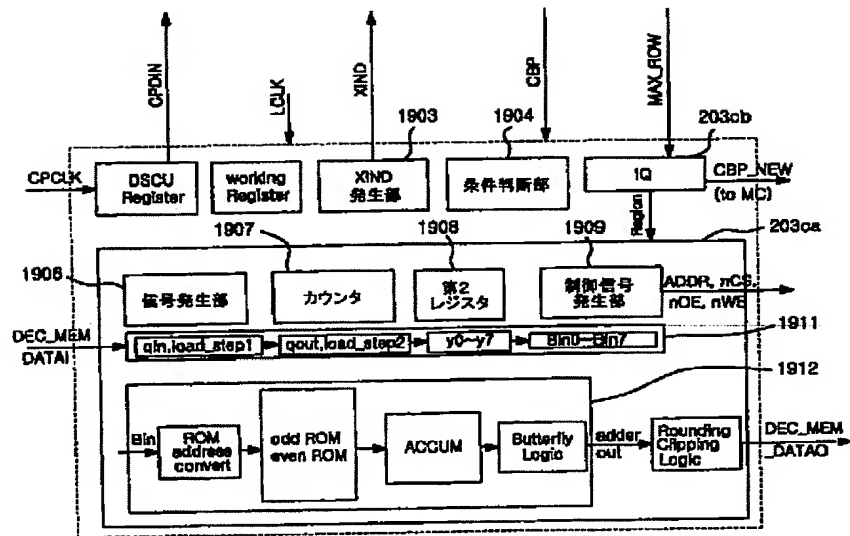 CPDIN
LCLK
XIND
CBP
MAX_ROW
1903
1904
203cb
CPCLK
DSCU
Register
working
Register
XIND
発生部
条件判断部
IQ
CBP_NEW
(to MC)
Region
1906
1907
1908
1909
203ca
信号発生部
カウンタ
第2
レジスタ
制御信号
発生部
ADDR, nCS,
nOE, nWE
DEC_MEM
DATAI
qin,load_step1
qout,load_step2
y0~y7
Bin0~Bin7
1911
1912
Bin
ROM
address
convert
odd ROM
even ROM
ACCUM
Butterfly
Logic
adder
out
Rounding
Clipping
Logic
DEC_MEM
_DATAO